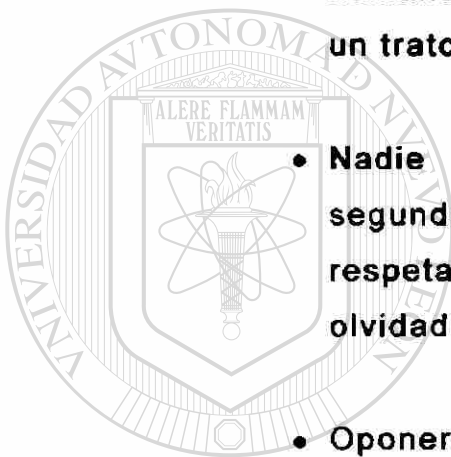 un trato
UNIVERSIDAD AUTONOMA DE NUEVO LEON
ALERE FLAMMAM
VERITATIS
• Nadie
segund
respeta
olvidad
• Oponer